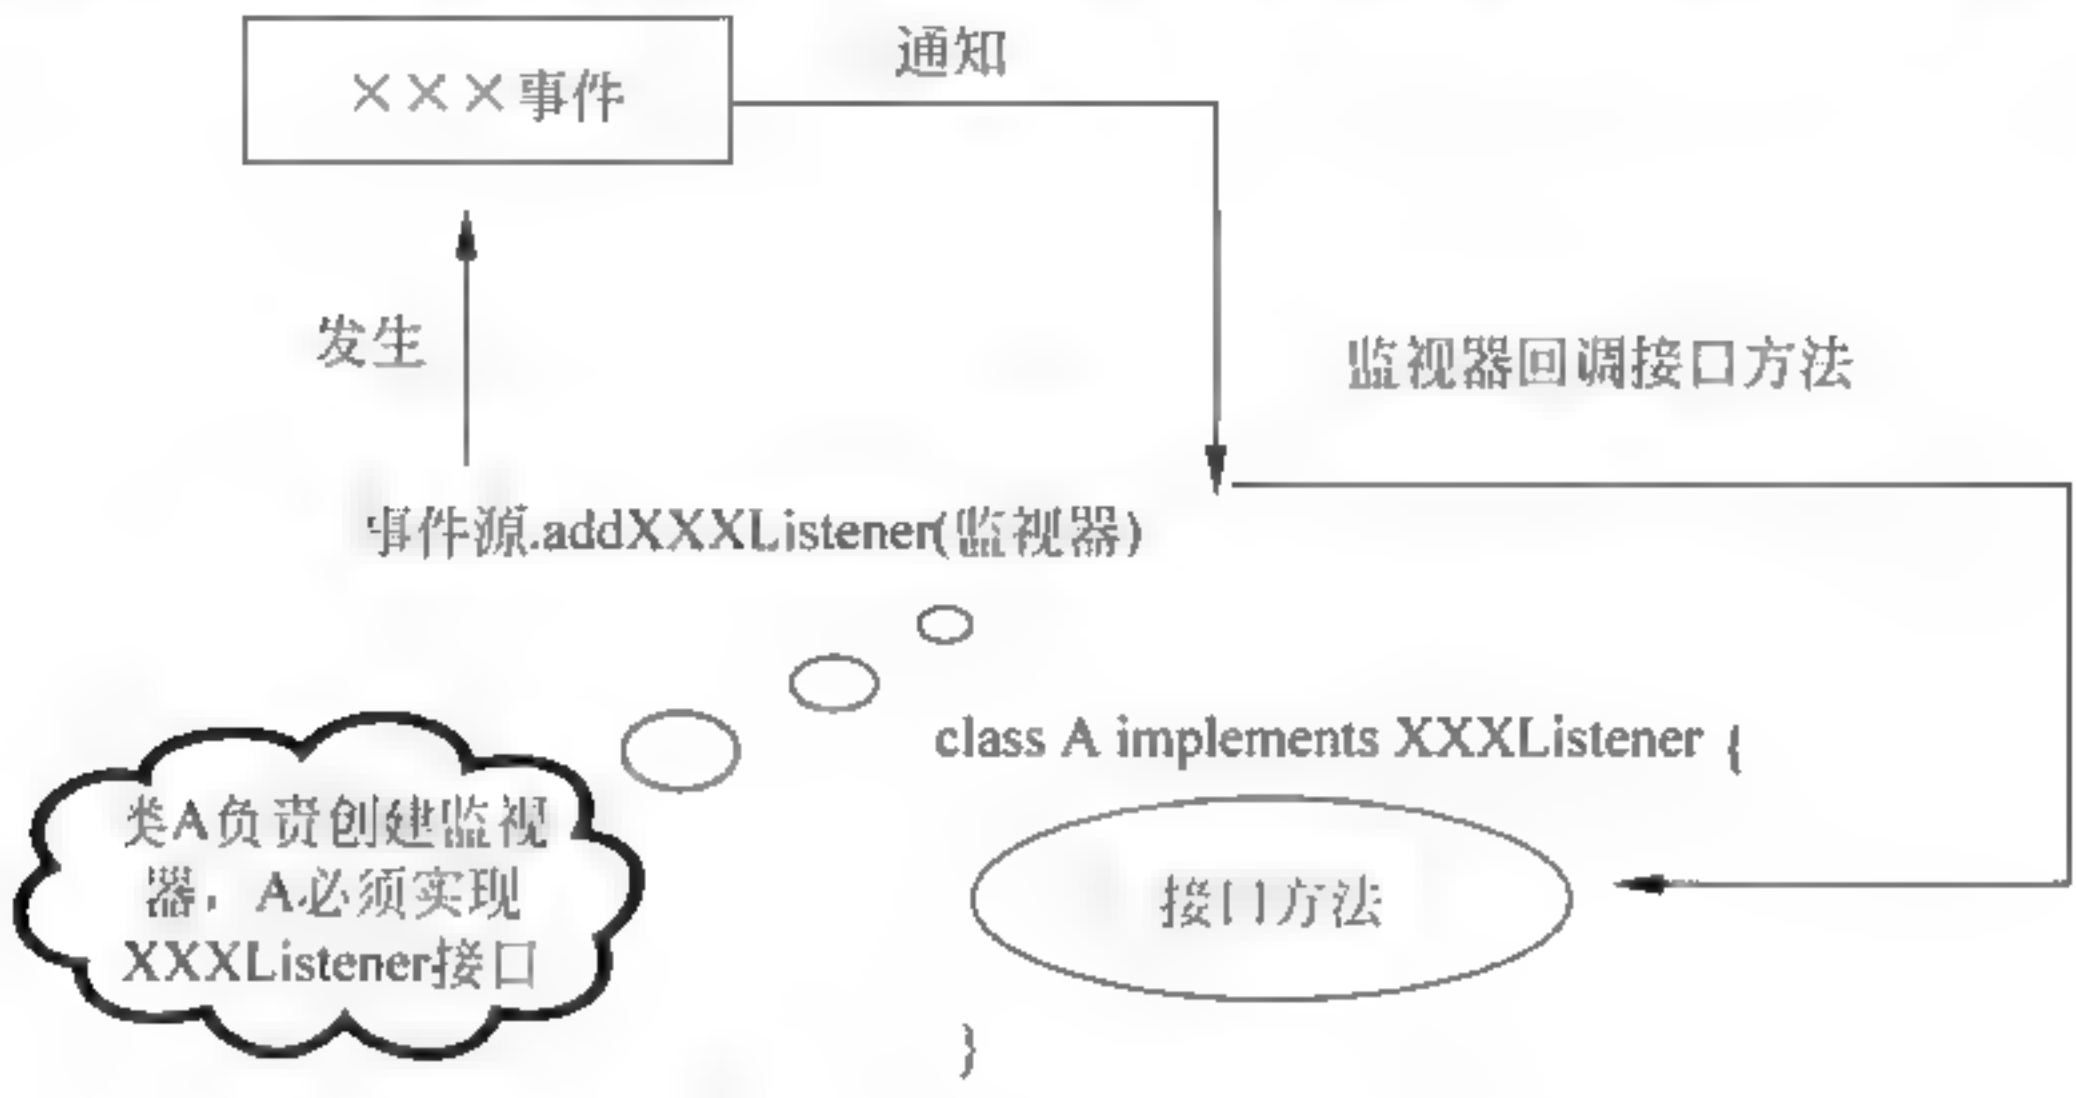 通知
×××事件
发生
监视器回调接口方法
事件源.addXXXListener(监视器)
class A implements XXXListener {
类A负责创建监视
器，A必须实现
XXXListener接口
接口方法
}